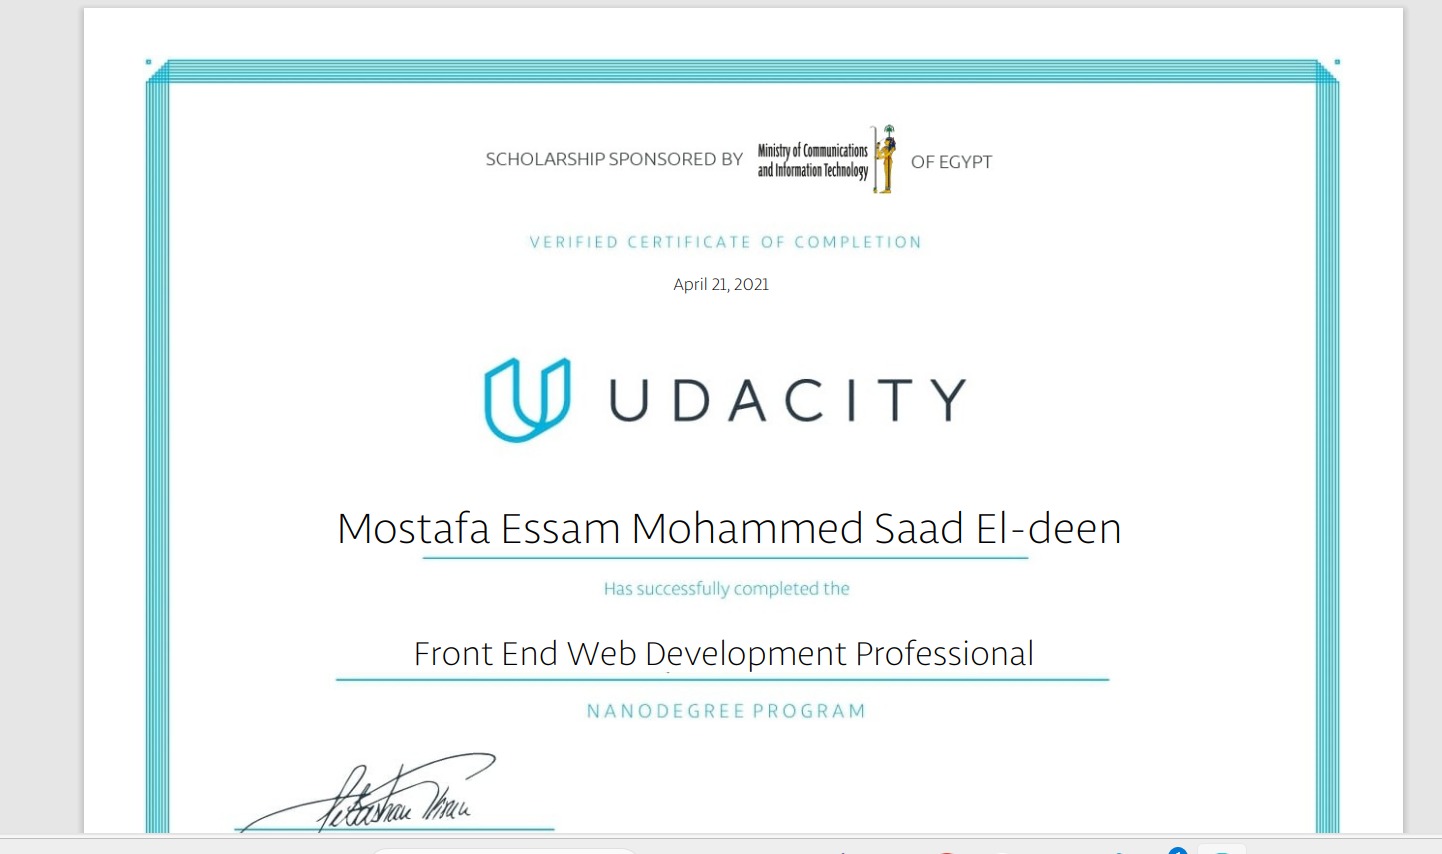 SCHOLARSHIP SPONSORED BY Ministry of Communications and Information Technology OF EGYPT
VERIFIED CERTIFICATE OF COMPLETION
April 21, 2021
UDACITY
Mostafa Essam Mohammed Saad El-deen
Has successfully completed the
Front End Web Development Professional
NANODEGREE PROGRAM